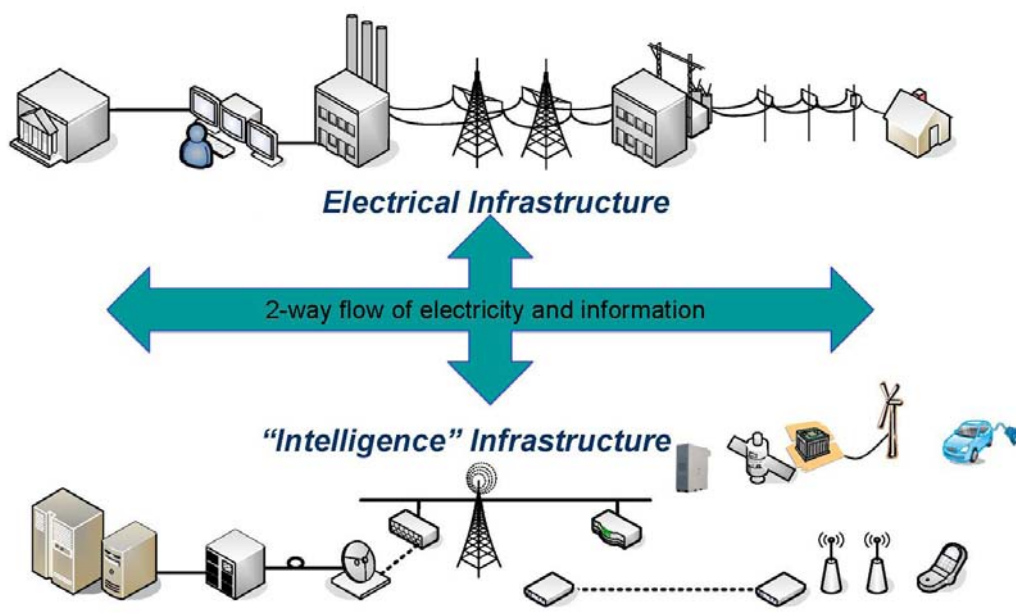 Electrical Infrastructure
2-way flow of electricity and information
“Intelligence” Infrastructure